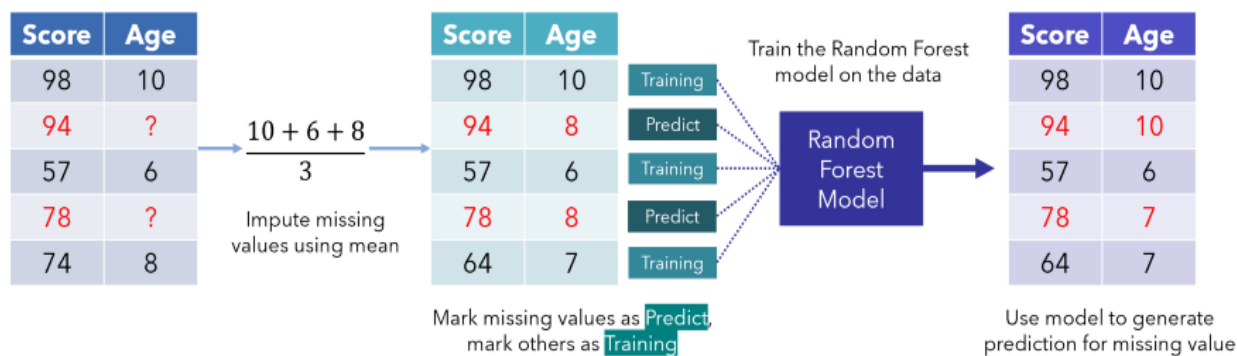 Score Age
98 10
94 ?
57 6
78 ?
74 8
10 + 6 + 8
3
Impute missing
values using mean
Score Age
98 10
94 8
57 6
78 8
64 7
Training
Predict
Training
Predict
Training
Mark missing values as Predict,
mark others as Training
Train the Random Forest
model on the data
Random
Forest
Model
Score Age
98 10
94 10
57 6
78 7
64 7
Use model to generate
prediction for missing value